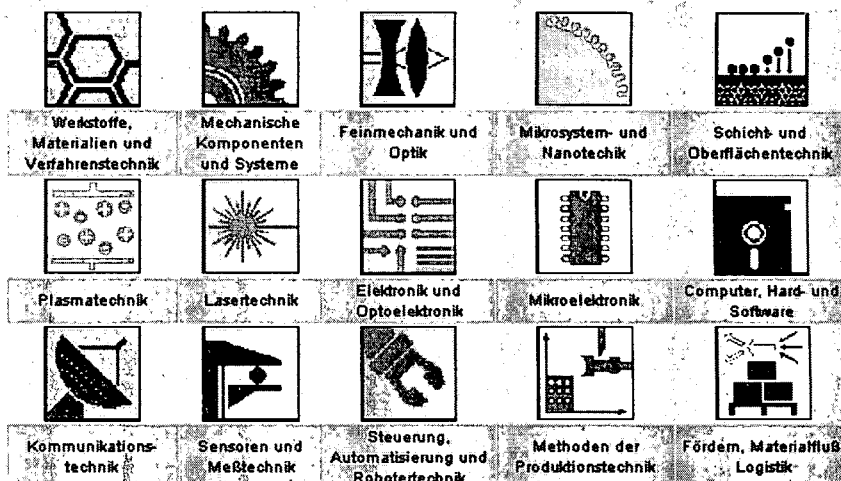 Werkstoffe,
Materialien und
Verfahrenstechnik
Mechanische
Komponenten
und Systeme
Feinmechanik und
Optik
Mikrosystem- und
Nanotechik
Schicht- und
Oberflächentechnik
Plasmatechnik
Lasertechnik
Elektronik und
Optoelektronik
Mikroelektronik
Computer, Hard- und
Software
Kommunikations-
technik
Sensoren und
Meßtechnik
Steuerung,
Automatisierung und
Robotertechnik
Methoden der
Produktionstechnik
Fördern, Materialfluß
Logistik